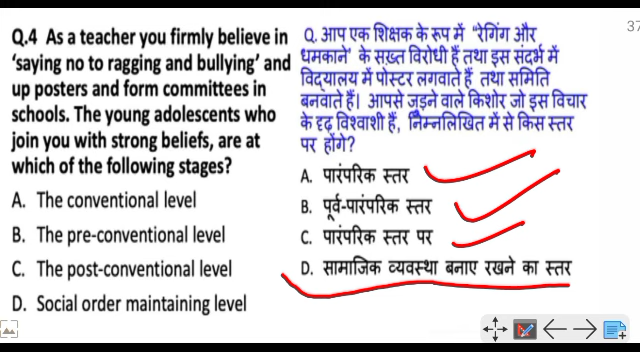 Q.4 As a teacher you firmly believe in
'saying no to ragging and bullying' and
up posters and form committees in
schools. The young adolescents who
join you with strong beliefs, are at
which of the following stages?
A. The conventional level
B. The pre-conventional level
C. The post-conventional level
D. Social order maintaining level
Q. आप एक शिक्षक के रूप में "रेगिंग और
धमकाने' के सख़्त विरोधी हैं तथा इस संदर्भ में
विद्यालय में पोस्टर लगवाते हैं तथा समिति
बनवाते हैं। आपसे जुड़ने वाले किशोर जो इस विचार
के दृढ़ विश्वाशी हैं, निम्नलिखित में से किस स्तर
पर होंगे?
A. पारंपरिक स्तर
B. पूर्व-पारंपरिक स्तर
C. पारंपरिक स्तर पर
D. सामाजिक व्यवस्था बनाए रखने का स्तर
37